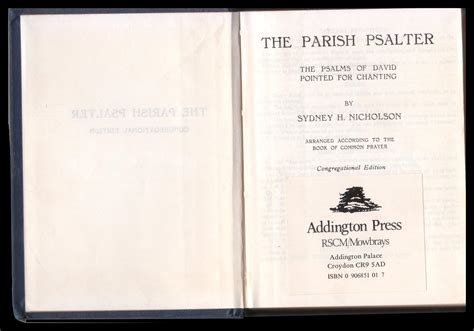 THE PARISH PSALTER
THE PSALMS OF DAVID
POINTED FOR CHANTING
BY
SYDNEY H. NICHOLSON
ARRANGED ACCORDING TO THE
BOOK OF COMMON PRAYER
Congregational Edition
Addington Press
RSCM/Mowbrays
Addington Palace
Croydon CR9 5AD
ISBN 0 906851 01 7